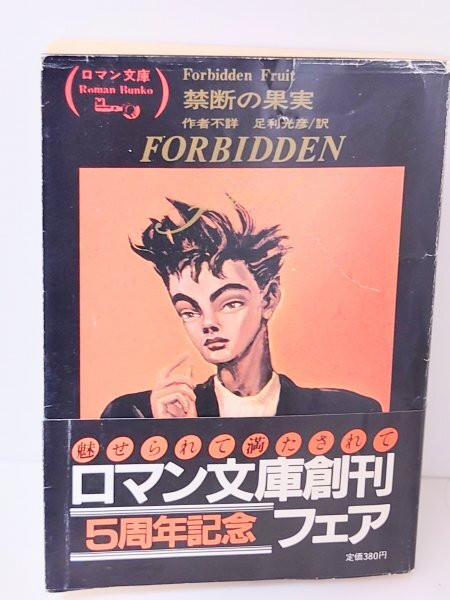 ロマン文庫
Roman Bunko
Forbidden Fruit
禁断の果実
作者不詳 足利光彦/訳
FORBIDDEN
魅せられて満たされて
ロマン文庫創刊
5周年記念 フェア
定価380円